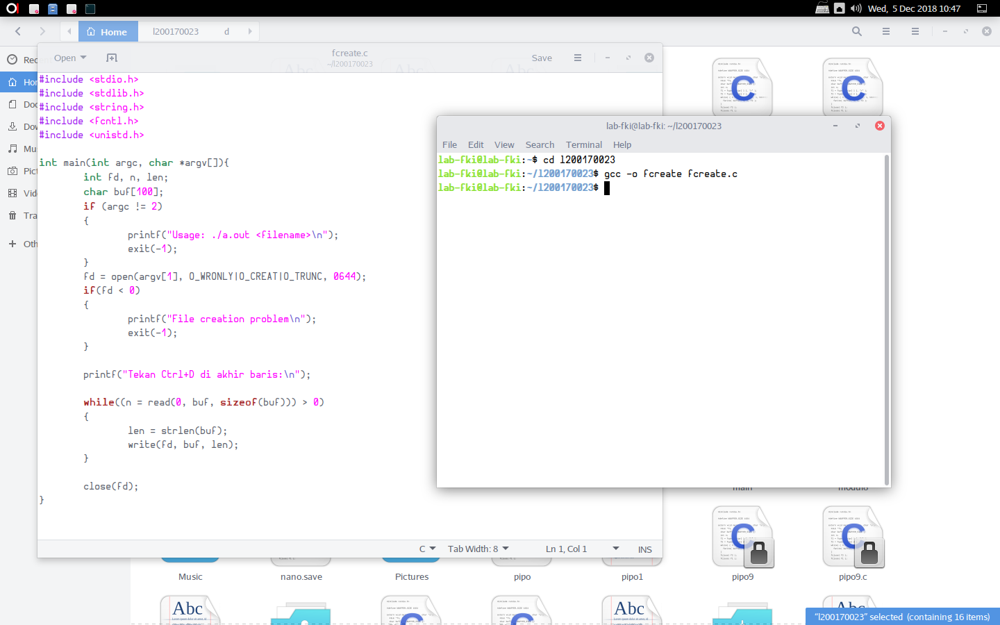 Wed, 5 Dec 2018 10:47
Home
l200170023
d
Rec
Hom
Doc
Dow
Mu
Pict
Vide
Tra
Oth
Open
fcreate.c
~/l200170023
Save
#include <stdio.h>
#include <stdlib.h>
#include <string.h>
#include <fcntl.h>
#include <unistd.h>
int main(int argc, char *argv[]){
int fd, n, len;
char buf[100];
if (argc != 2)
{
printf("Usage: ./a.out <filename>\n");
exit(-1);
}
fd = open(argv[1], O_WRONLY|O_CREAT|O_TRUNC, 0644);
if(fd < 0)
{
printf("File creation problem\n");
exit(-1);
}
printf("Tekan Ctrl+D di akhir baris:\n");
while((n = read(0, buf, sizeof(buf))) > 0)
{
len = strlen(buf);
write(fd, buf, len);
}
close(fd);
}
C
Tab Width: 8
Ln 1, Col 1
INS
lab-fki@lab-fki: ~/l200170023
File Edit View Search Terminal Help
lab-fki@lab-fki:~$ cd l200170023
lab-fki@lab-fki:~/l200170023$ gcc -o fcreate fcreate.c
lab-fki@lab-fki:~/l200170023$
main
modul8
Music
nano.save
Pictures
pipo
pipo1
pipo9
pipo9.c
Abc
Abc
Abc
"l200170023" selected (containing 16 items)